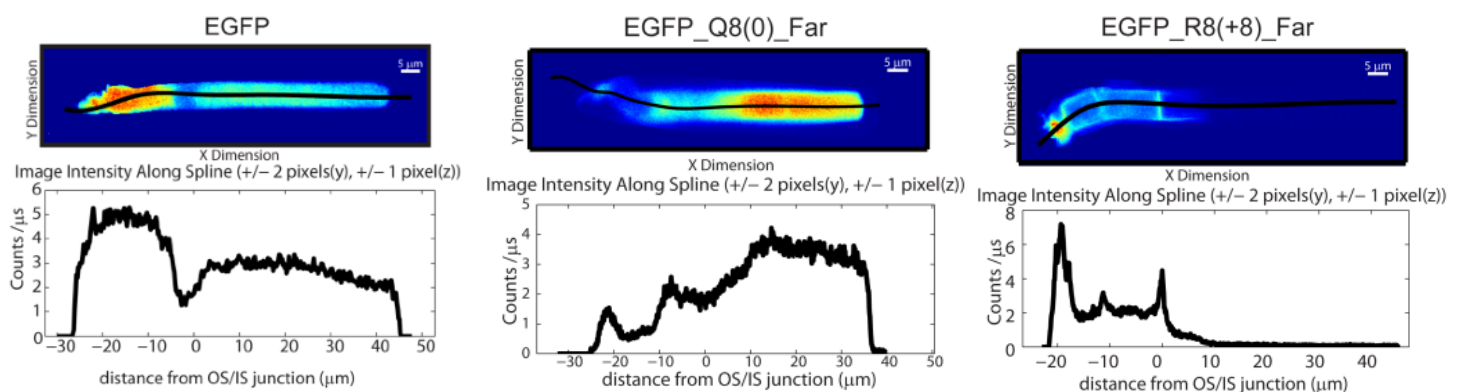 EGFP
5 µm
Y Dimension
X Dimension
Image Intensity Along Spline (+/− 2 pixels(y), +/− 1 pixel(z))
6
5
4
3
2
1
0
Counts /µs
−30 −20 −10 0 10 20 30 40 50
distance from OS/IS junction (µm)
EGFP_Q8(0)_Far
5 µm
Y Dimension
X Dimension
Image Intensity Along Spline (+/− 2 pixels(y), +/− 1 pixel(z))
5
4
3
2
1
0
Counts /µs
−30 −20 −10 0 10 20 30 40 50
distance from OS/IS junction (µm)
EGFP_R8(+8)_Far
5 µm
Y Dimension
X Dimension
Image Intensity Along Spline (+/− 2 pixels(y), +/− 1 pixel(z))
8
6
4
2
0
Counts /µs
−20 −10 0 10 20 30 40
distance from OS/IS junction (µm)